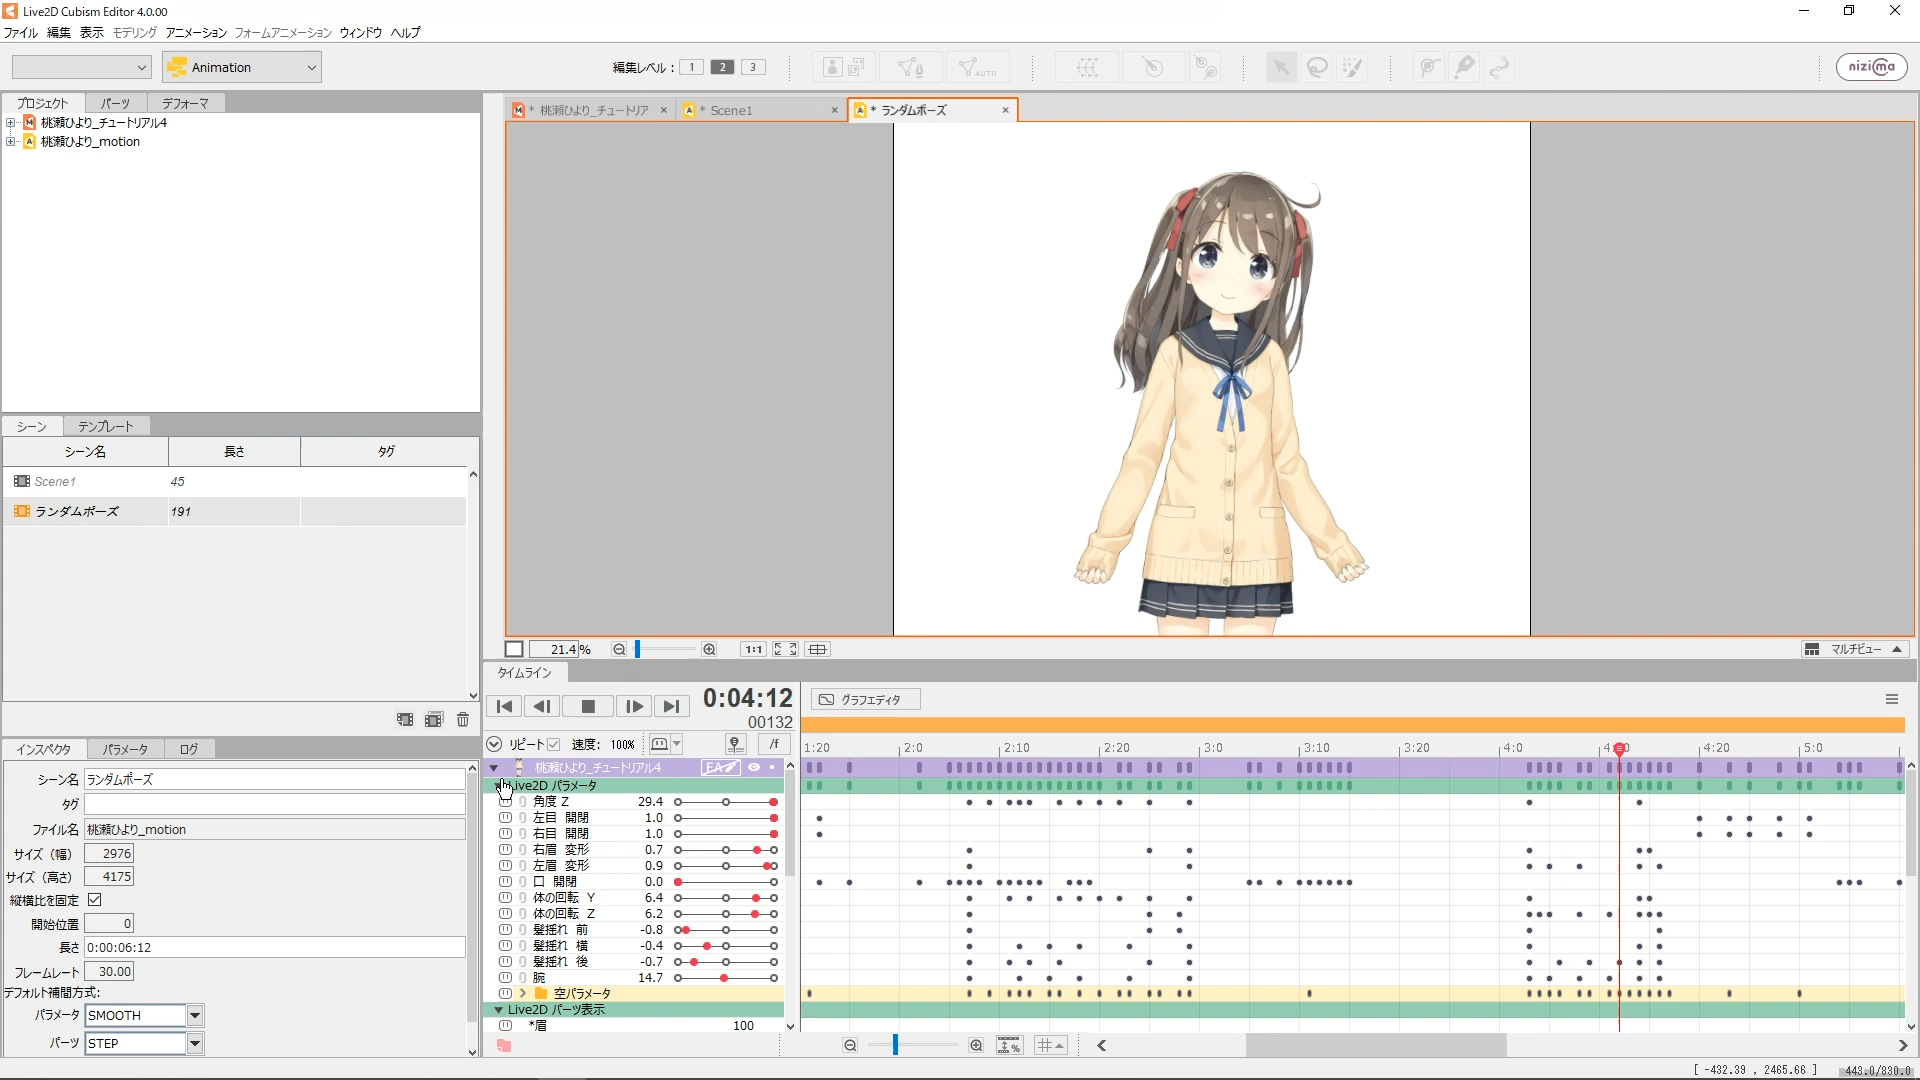 Live2D Cubism Editor 4.0.00
ファイル 編集 表示 モデリング アニメーション フォームアニメーション ウィンドウ ヘルプ
Animation
編集レベル : 1 2 3
AUTO
nizima
プロジェクト パーツ デフォーマ
桃瀬ひより_チュートリアル4
桃瀬ひより_motion
* 桃瀬ひより_チュートリア × * Scene1 × * ランダムポーズ ×
シーン テンプレート
シーン名 長さ タグ
Scene1 45
ランダムポーズ 191
21.4 % 1:1 マルチビュー
タイムライン
0:04:12
00132
グラフエディタ
リピート 速度: 100% /f
1:20 2:0 2:10 2:20 3:0 3:10 3:20 4:0 4:20 5:0
桃瀬ひより_チュートリアル4
Live2D パラメータ
角度 Z 29.4
左目 開閉 1.0
右目 開閉 1.0
右眉 変形 0.7
左眉 変形 0.9
口 開閉 0.0
体の回転 Y 6.4
体の回転 Z 6.2
髪揺れ 前 -0.8
髪揺れ 横 -0.4
髪揺れ 後 -0.7
腕 14.7
空パラメータ
Live2D パーツ表示
*眉 100
インスペクタ パラメータ ログ
シーン名 ランダムポーズ
タグ
ファイル名 桃瀬ひより_motion
サイズ (幅) 2976
サイズ (高さ) 4175
縦横比を固定
開始位置 0
長さ 0:00:06:12
フレームレート 30.00
デフォルト補間方式:
パラメータ SMOOTH
パーツ STEP
[ -432.39 , 2465.66 ] 443.0/830.0